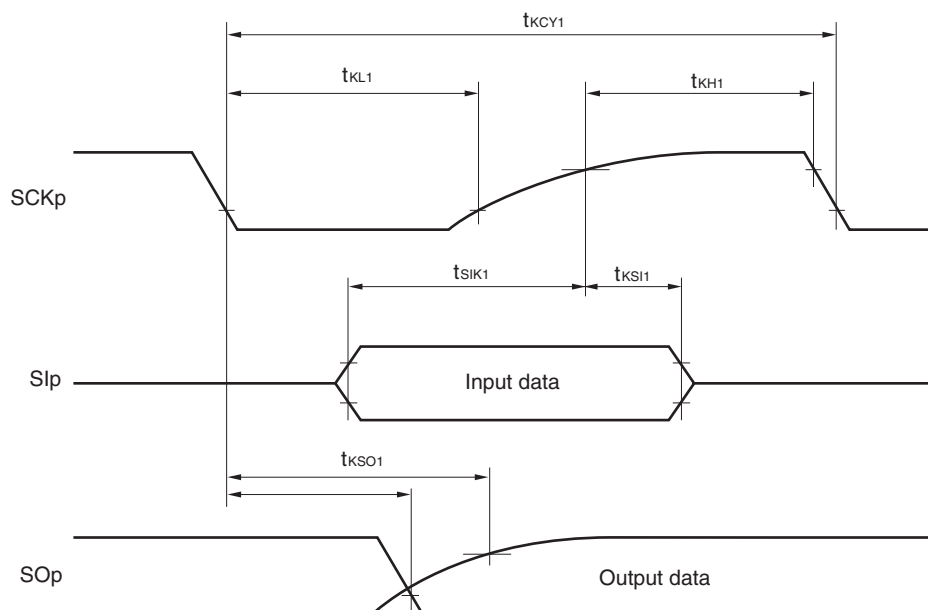 tKCY1
tKL1
tKH1
SCKp
tSIK1
tKSI1
SIp
Input data
tKSO1
SOp
Output data